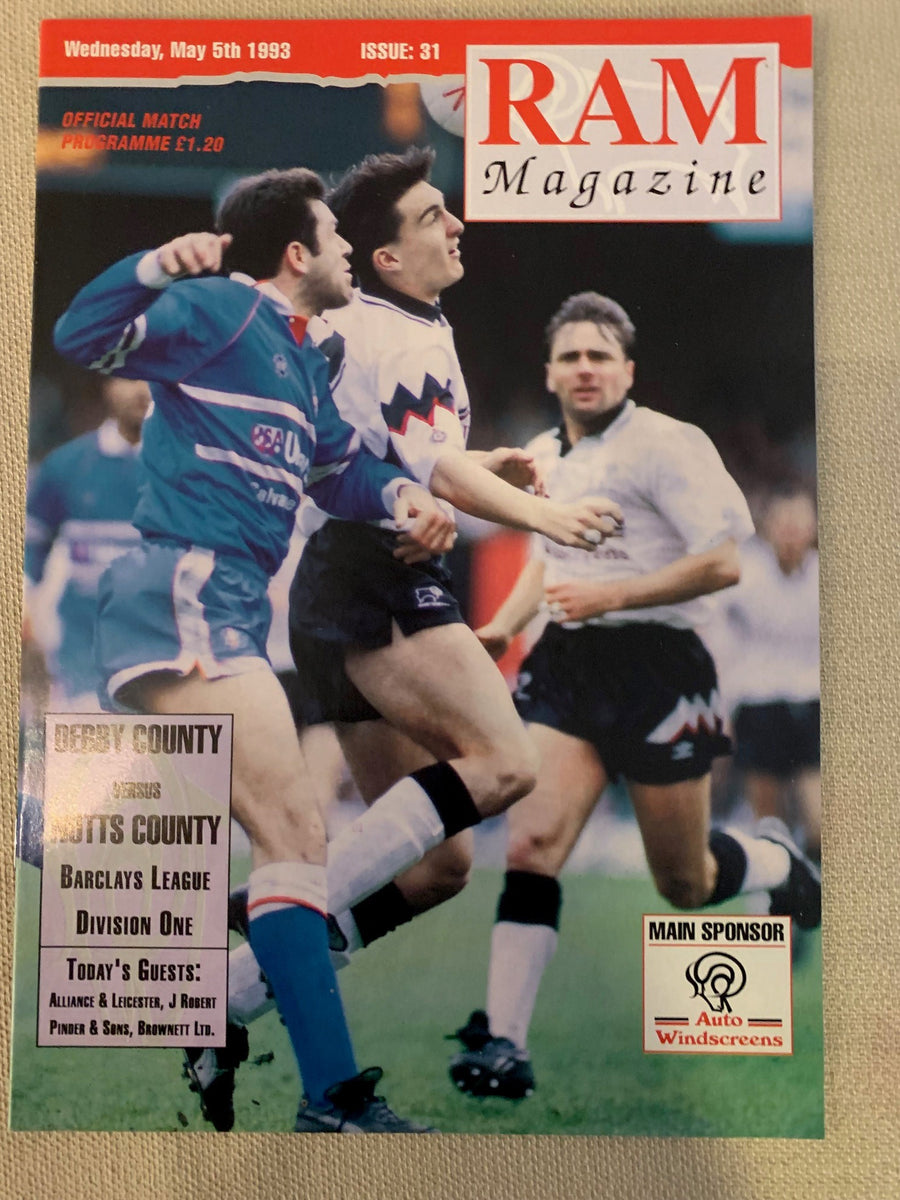 Wednesday, May 5th 1993
ISSUE: 31
RAM
Magazine
OFFICIAL MATCH
PROGRAMME £1.20
DERBY COUNTY
VERSUS
NOTTS COUNTY
BARCLAYS LEAGUE
DIVISION ONE
TODAY'S GUESTS:
ALLIANCE & LEICESTER, J ROBERT
PINDER & SONS, BROWNETT LTD.
MAIN SPONSOR
Auto
Windscreens